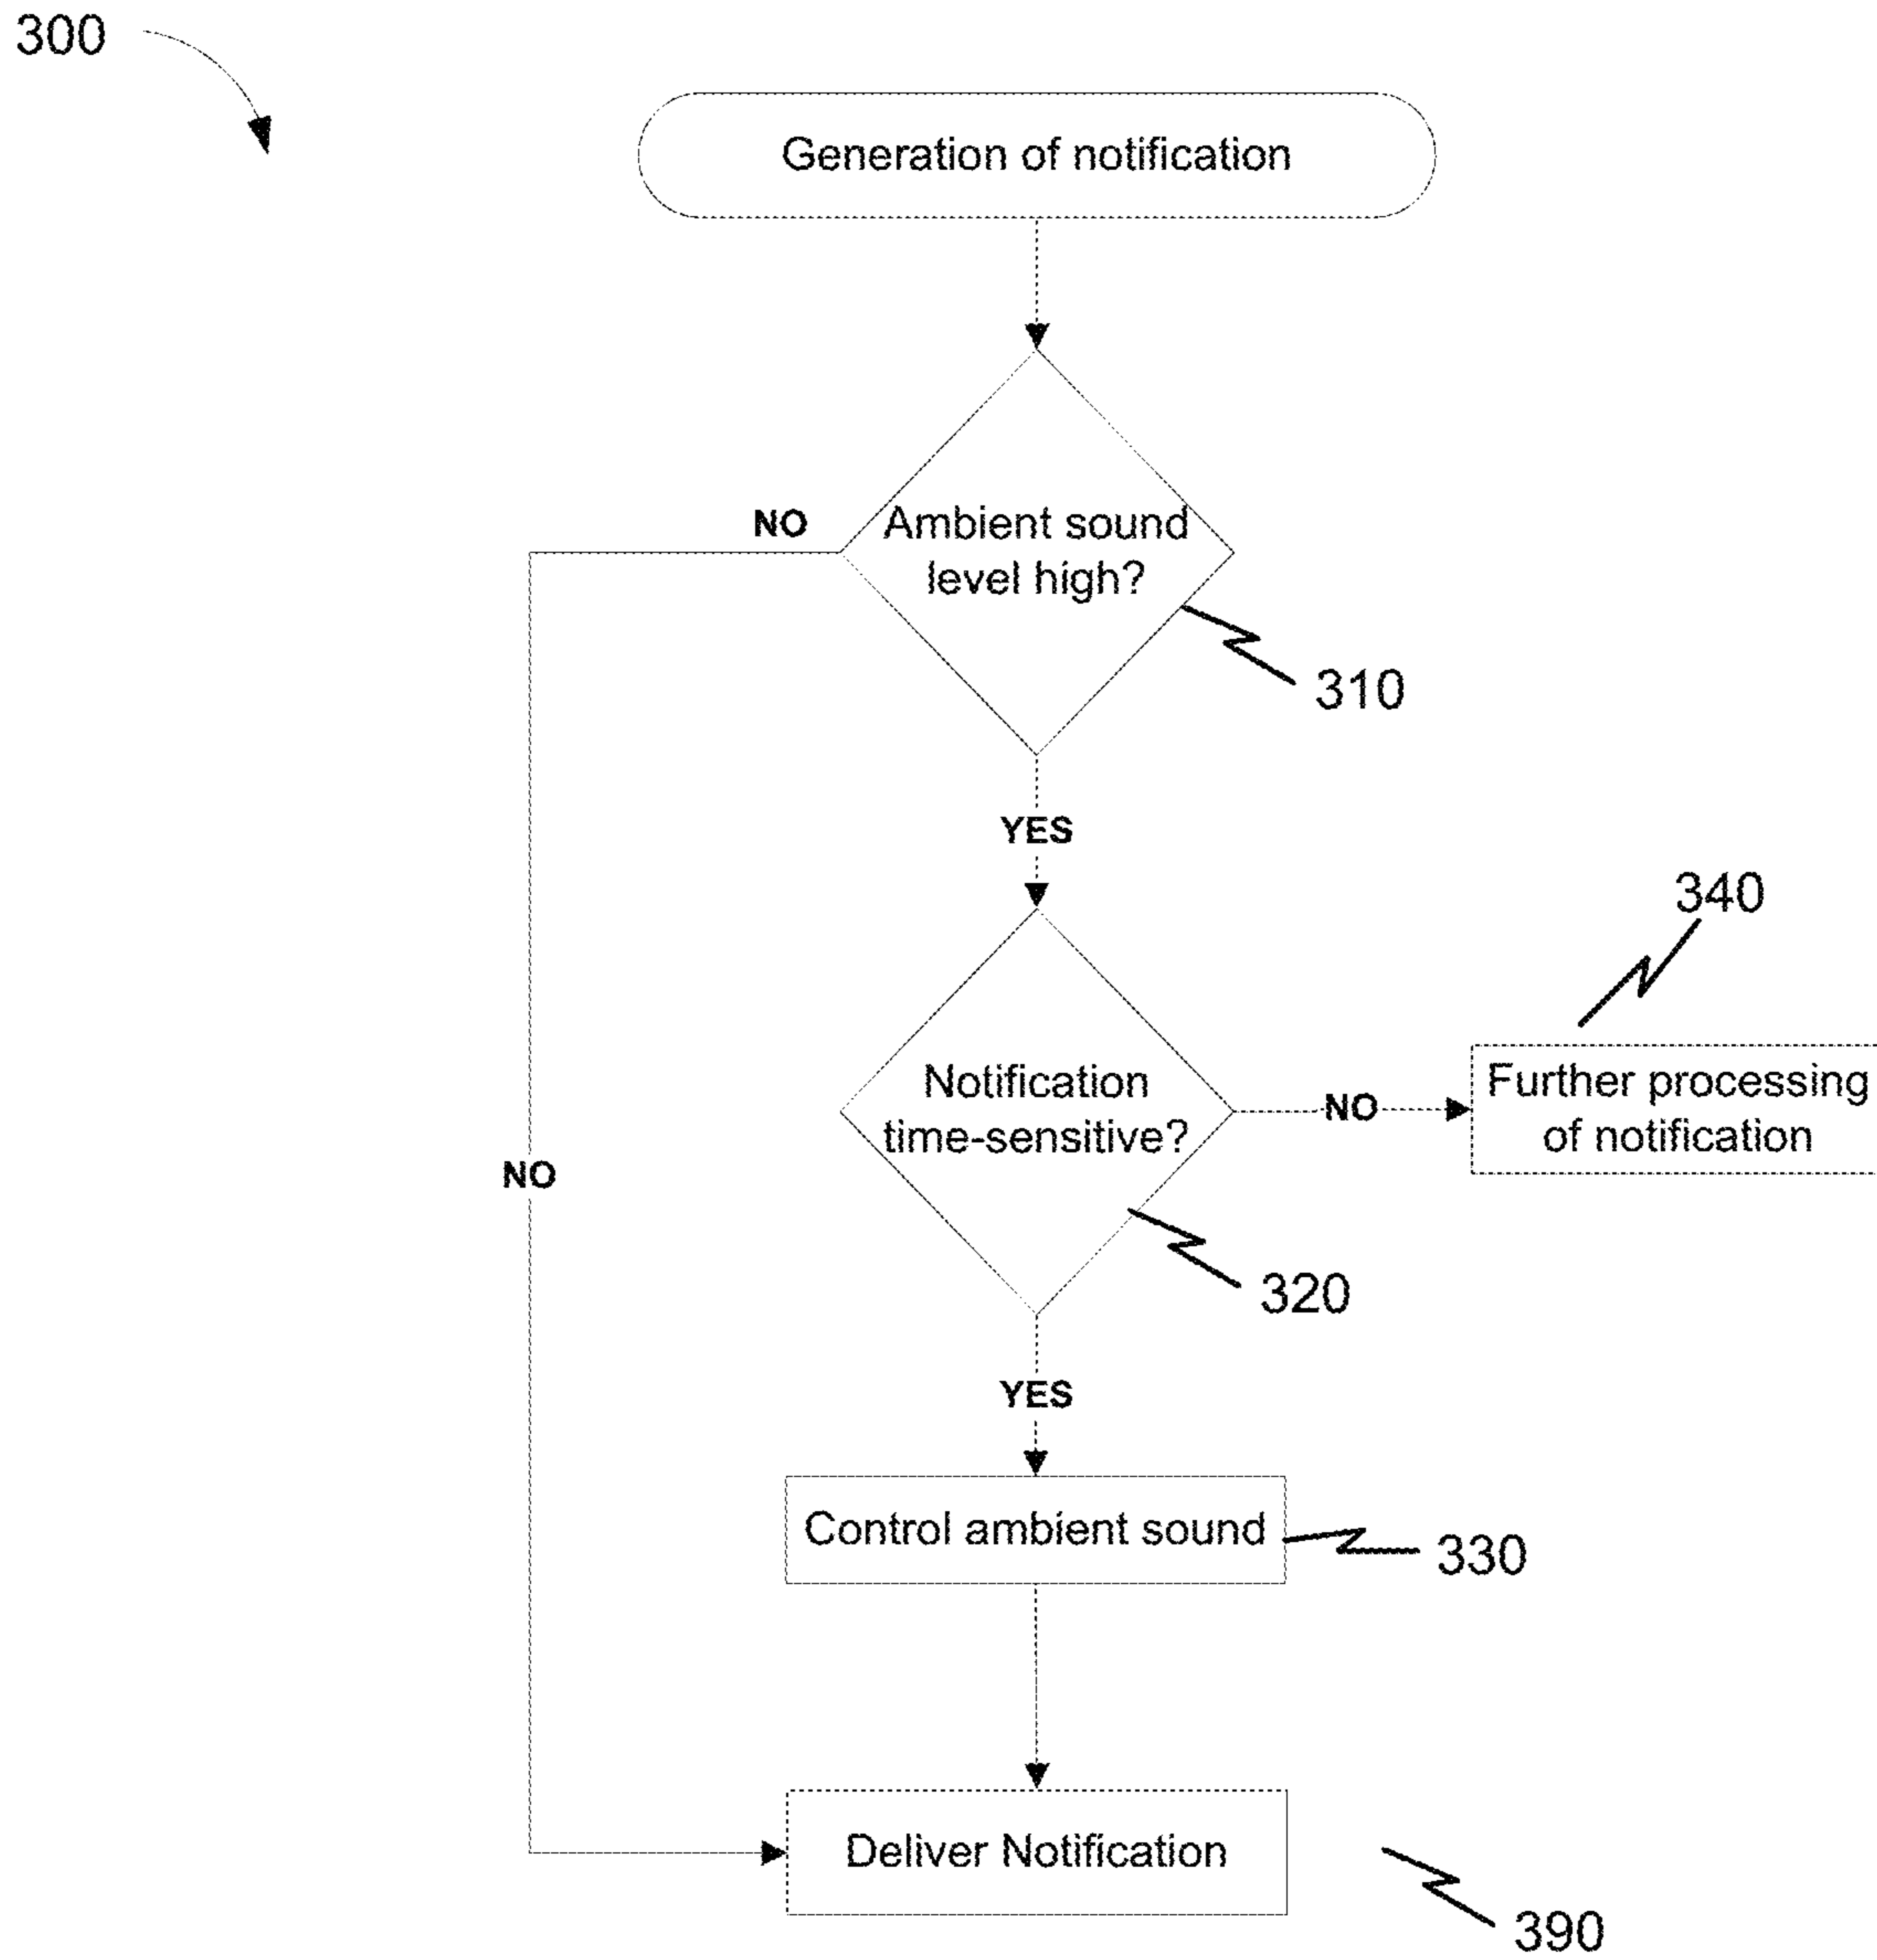 300
Generation of notification
NO
Ambient sound
level high?
310
YES
340
Notification
time-sensitive?
NO
Further processing
of notification
NO
320
YES
Control ambient sound
330
Deliver Notification
390